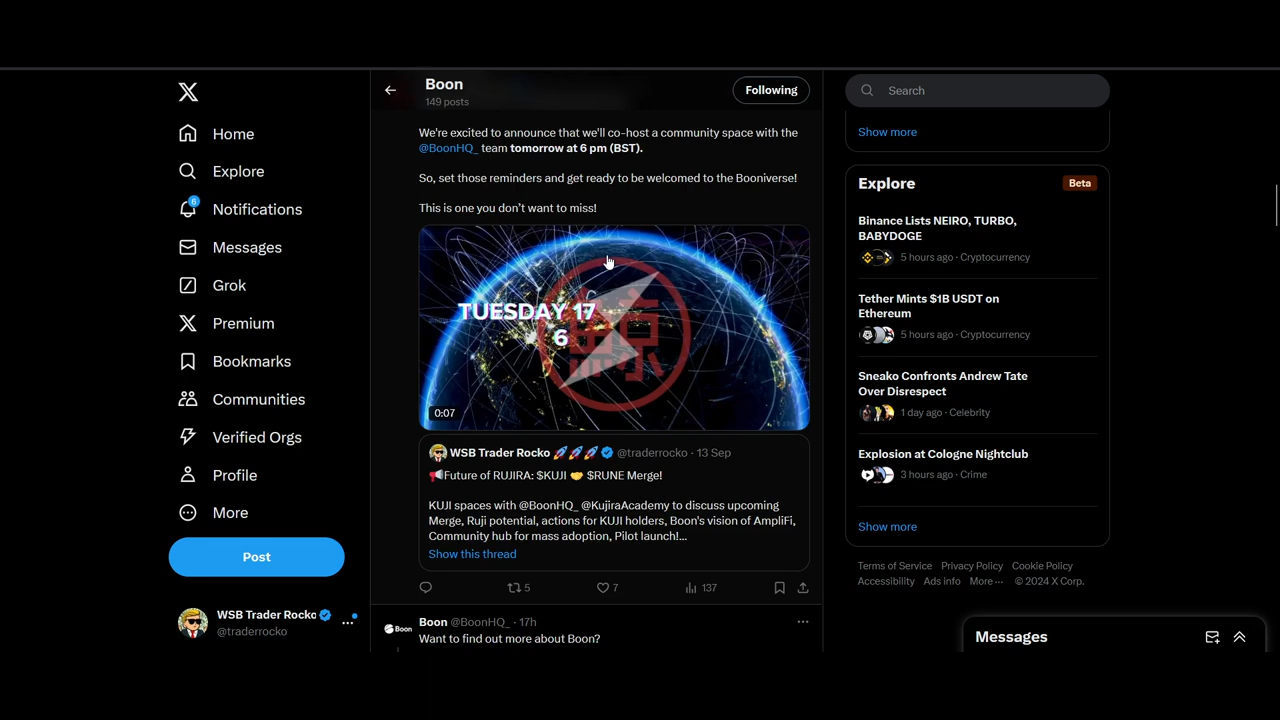 Home
Explore
6
Notifications
Messages
Grok
Premium
Bookmarks
Communities
Verified Orgs
Profile
More
Post
WSB Trader Rocko
@traderrocko
Boon
149 posts
Following
We're excited to announce that we'll co-host a community space with the
@BoonHQ_ team tomorrow at 6 pm (BST).
So, set those reminders and get ready to be welcomed to the Booniverse!
This is one you don't want to miss!
TUESDAY 17
6
鯨
0:07
WSB Trader Rocko 🚀🚀🚀 @traderrocko · 13 Sep
📢Future of RUJIRA: $KUJI 🤝 $RUNE Merge!
KUJI spaces with @BoonHQ_ @KujiraAcademy to discuss upcoming
Merge, Ruji potential, actions for KUJI holders, Boon's vision of AmpliFi,
Community hub for mass adoption, Pilot launch!...
Show this thread
5
7
137
Boon
Boon @BoonHQ_ · 17h
Want to find out more about Boon?
Search
Show more
Explore
Beta
Binance Lists NEIRO, TURBO,
BABYDOGE
5 hours ago · Cryptocurrency
Tether Mints $1B USDT on
Ethereum
5 hours ago · Cryptocurrency
Sneako Confronts Andrew Tate
Over Disrespect
1 day ago · Celebrity
Explosion at Cologne Nightclub
3 hours ago · Crime
Show more
Terms of Service Privacy Policy Cookie Policy
Accessibility Ads info More ··· © 2024 X Corp.
Messages